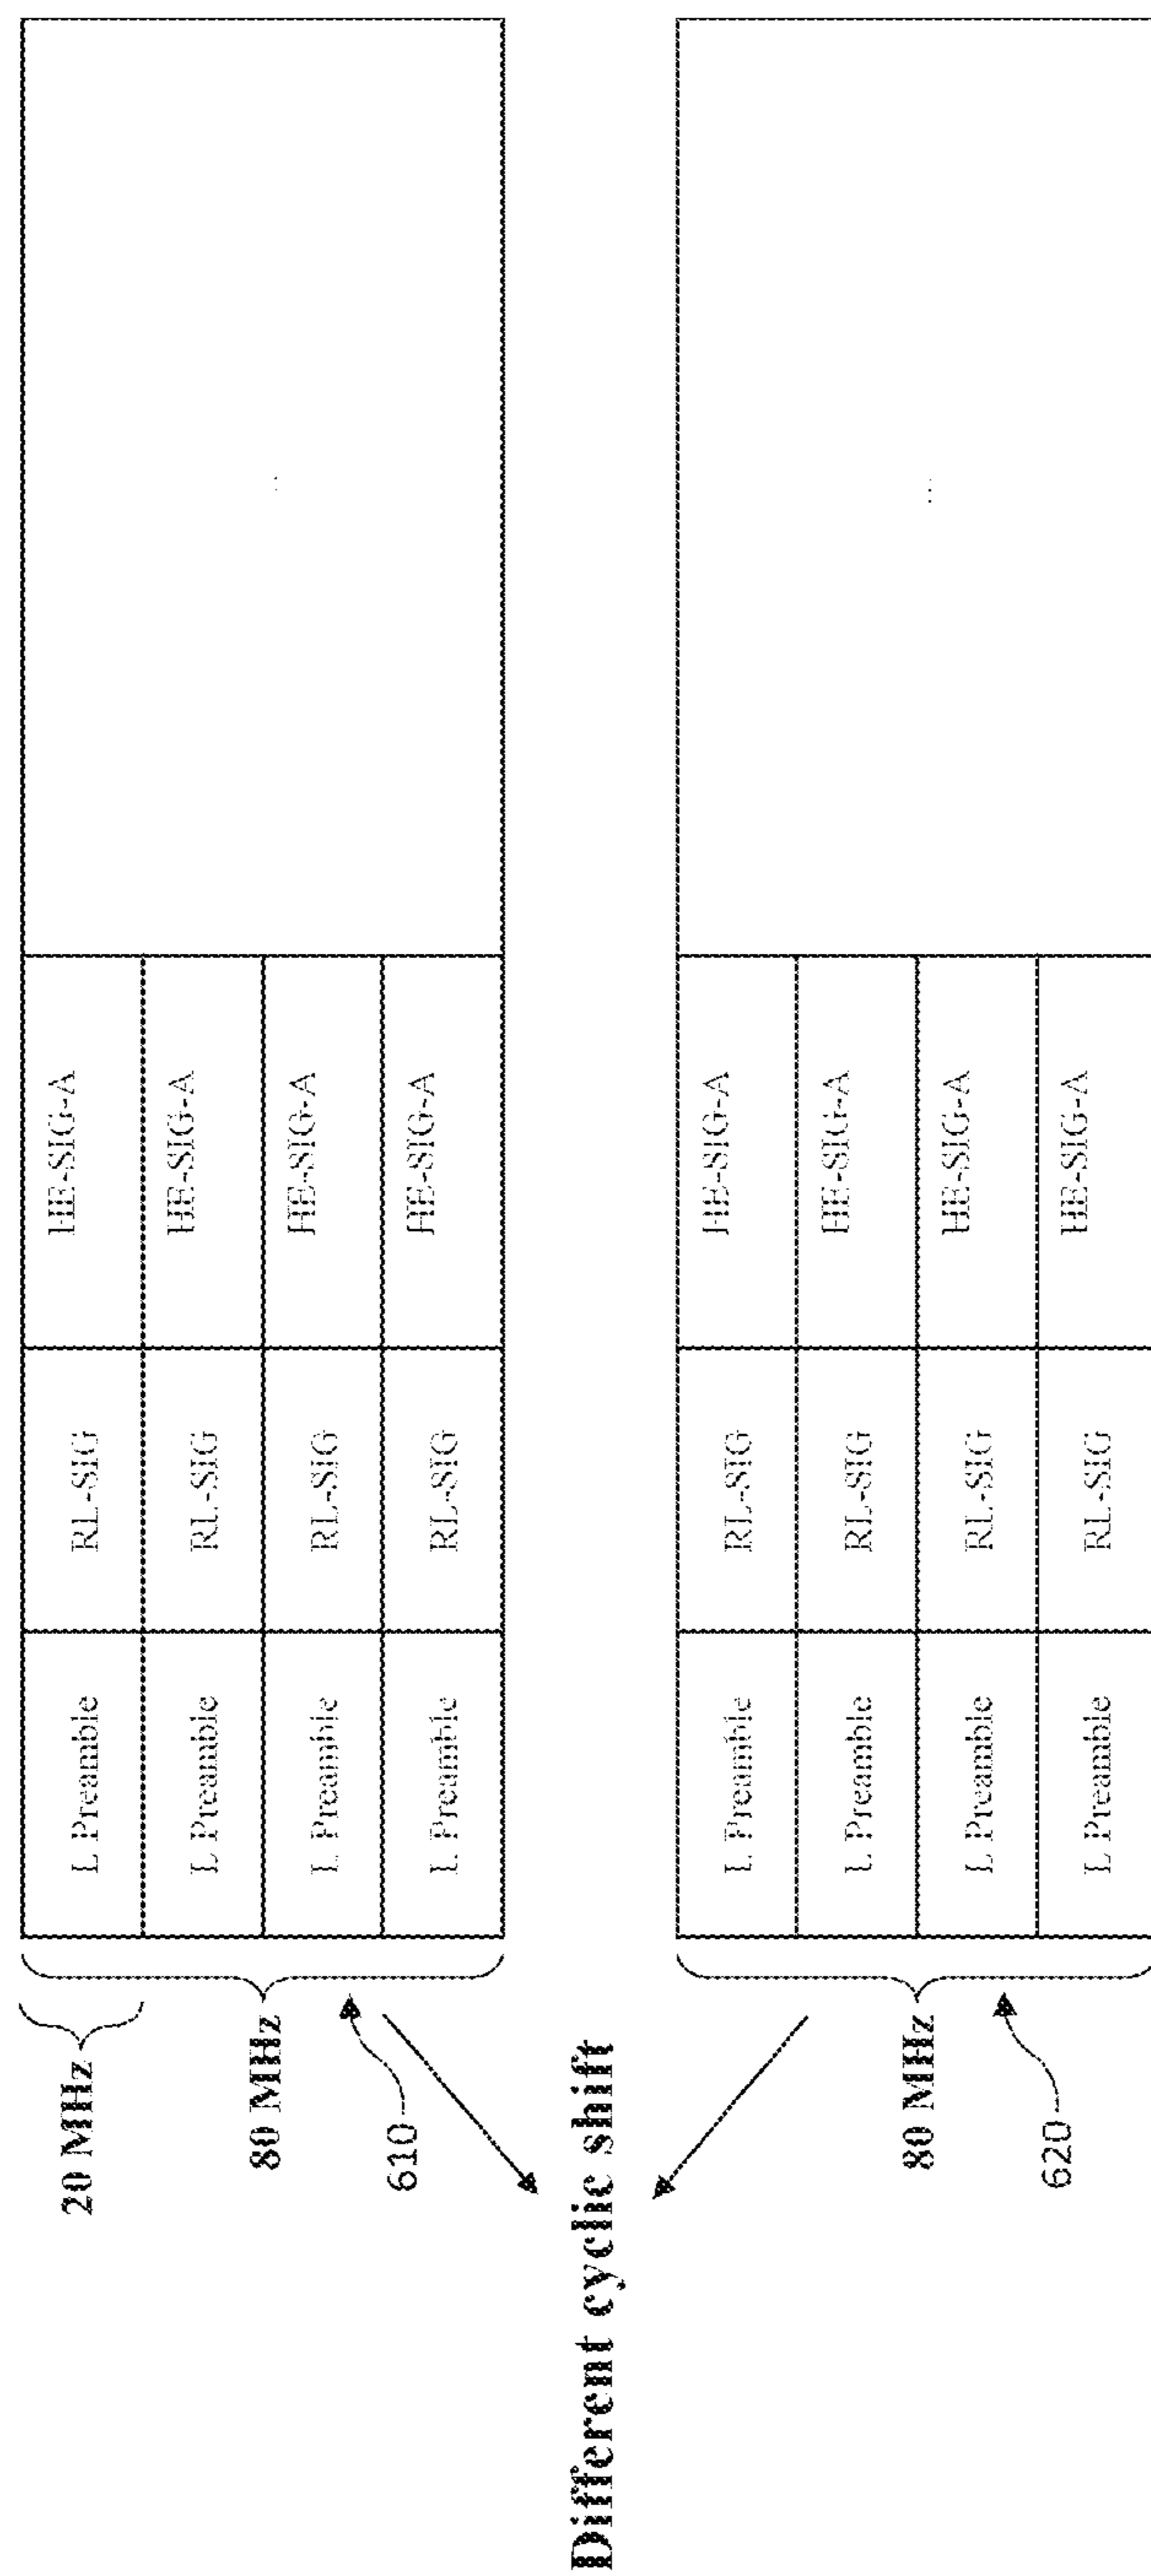 20 MHz
L Preamble
RL-SIG
HE-SIG-A
L Preamble
RL-SIG
HE-SIG-A
80 MHz
...
L Preamble
RL-SIG
HE-SIG-A
610
L Preamble
RL-SIG
HE-SIG-A
Different cyclic shift
L Preamble
RL-SIG
HE-SIG-A
L Preamble
RL-SIG
HE-SIG-A
80 MHz
...
L Preamble
RL-SIG
HE-SIG-A
620
L Preamble
RL-SIG
HE-SIG-A